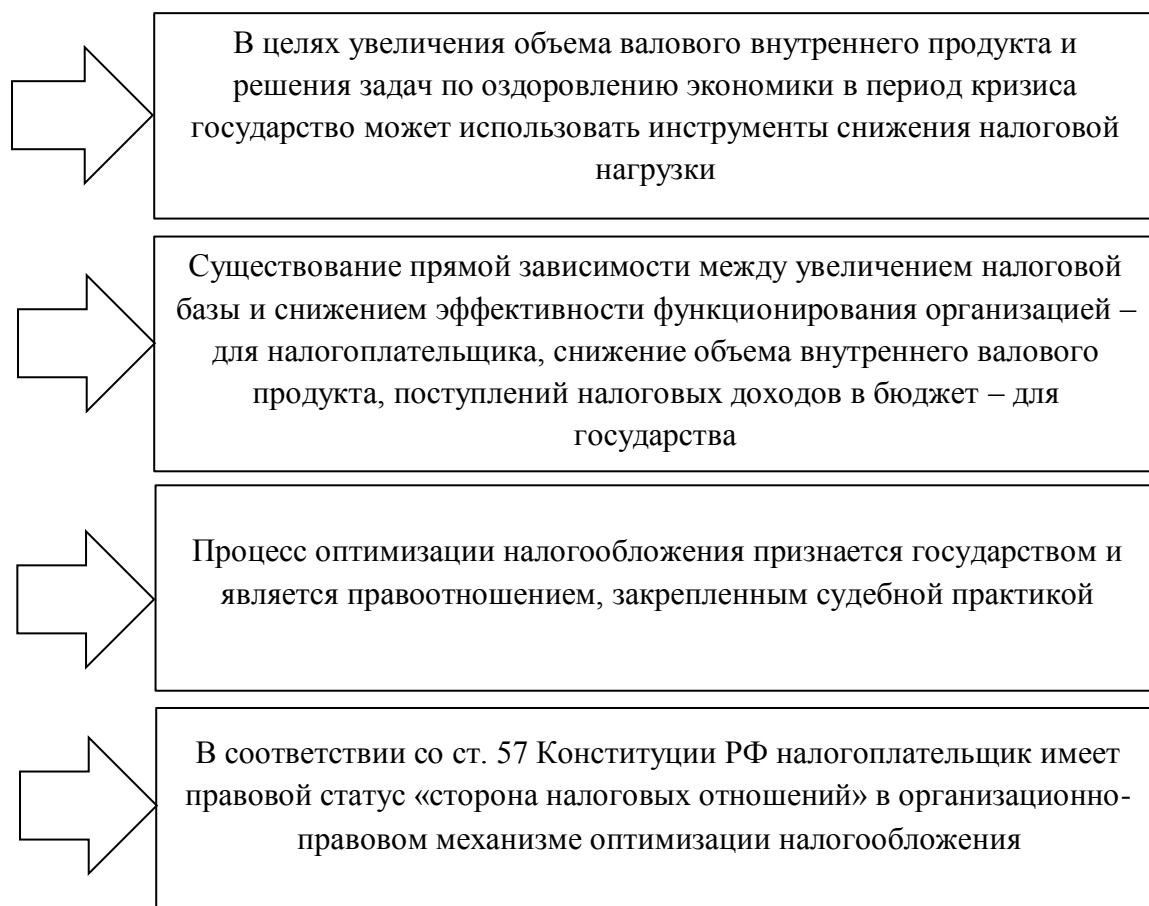 В целях увеличения объема валового внутреннего продукта и
решения задач по оздоровлению экономики в период кризиса
государство может использовать инструменты снижения налоговой
нагрузки
Существование прямой зависимости между увеличением налоговой
базы и снижением эффективности функционирования организацией –
для налогоплательщика, снижение объема внутреннего валового
продукта, поступлений налоговых доходов в бюджет – для
государства
Процесс оптимизации налогообложения признается государством и
является правоотношением, закрепленным судебной практикой
В соответствии со ст. 57 Конституции РФ налогоплательщик имеет
правовой статус «сторона налоговых отношений» в организационно-
правовом механизме оптимизации налогообложения